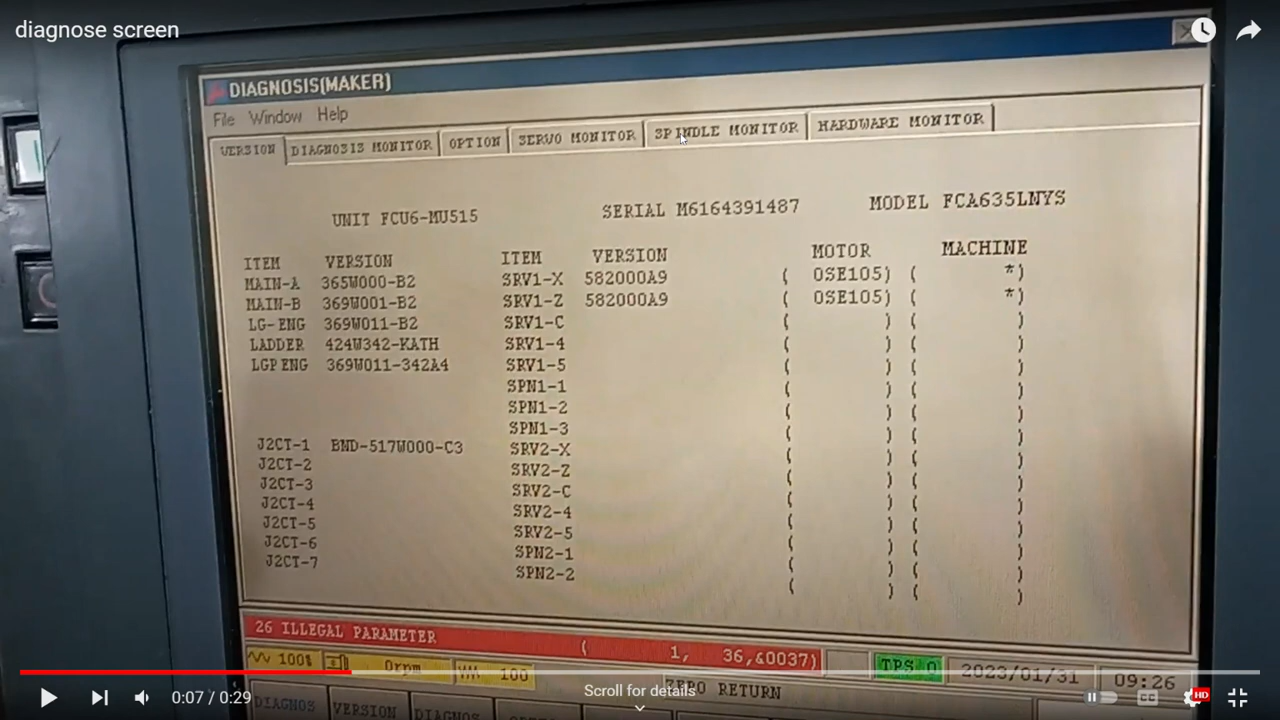 diagnose screen
DIAGNOSIS(MAKER)
File Window Help
VERSION DIAGNOSIS MONITOR OPTION SERVO MONITOR SPINDLE MONITOR HARDWARE MONITOR
UNIT FCU6-MU515 SERIAL M6164391487 MODEL FCA635LNYS
ITEM VERSION ITEM VERSION MOTOR MACHINE
MAIN-A 365W000-B2 SRV1-X 582000A9 ( OSE105) ( *)
MAIN-B 369W001-B2 SRV1-Z 582000A9 ( OSE105) ( *)
LG-ENG 369W011-B2 SRV1-C ( ) ( )
LADDER 424W342-KATH SRV1-4 ( ) ( )
LGPENG 369W011-342A4 SRV1-5 ( ) ( )
SPN1-1 ( ) ( )
SPN1-2 ( ) ( )
SPN1-3 ( ) ( )
J2CT-1 BND-517W000-C3 SRV2-X ( ) ( )
J2CT-2 SRV2-Z ( ) ( )
J2CT-3 SRV2-C ( ) ( )
J2CT-4 SRV2-4 ( ) ( )
J2CT-5 SRV2-5 ( ) ( )
J2CT-6 SPN2-1 ( ) ( )
J2CT-7 SPN2-2 ( ) ( )
26 ILLEGAL PARAMETER ( 1, 36,&0037)
100% 0rpm 100 TPS 0 2023/01/31 09:26
ZERO RETURN
0:07 / 0:29 Scroll for details CC HD
DIAGNOS VERSION DIAGNOS